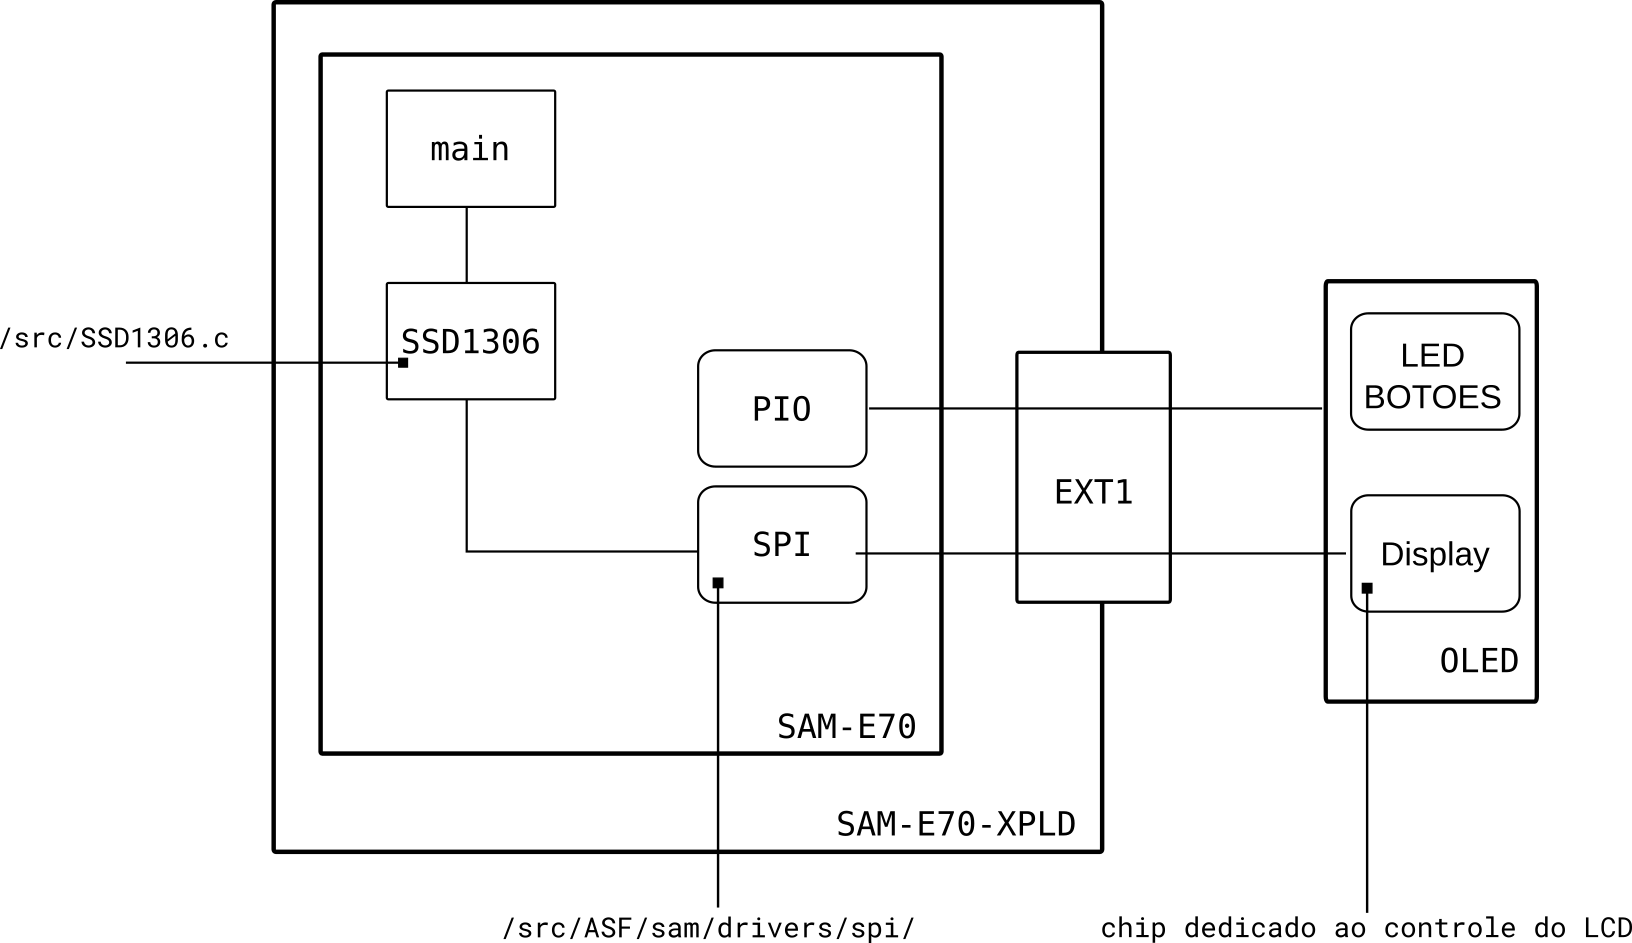 main
/src/SSD1306.c
SSD1306
PIO
SPI
EXT1
LED
BOTOES
Display
OLED
SAM-E70
SAM-E70-XPLD
/src/ASF/sam/drivers/spi/
chip dedicado ao controle do LCD